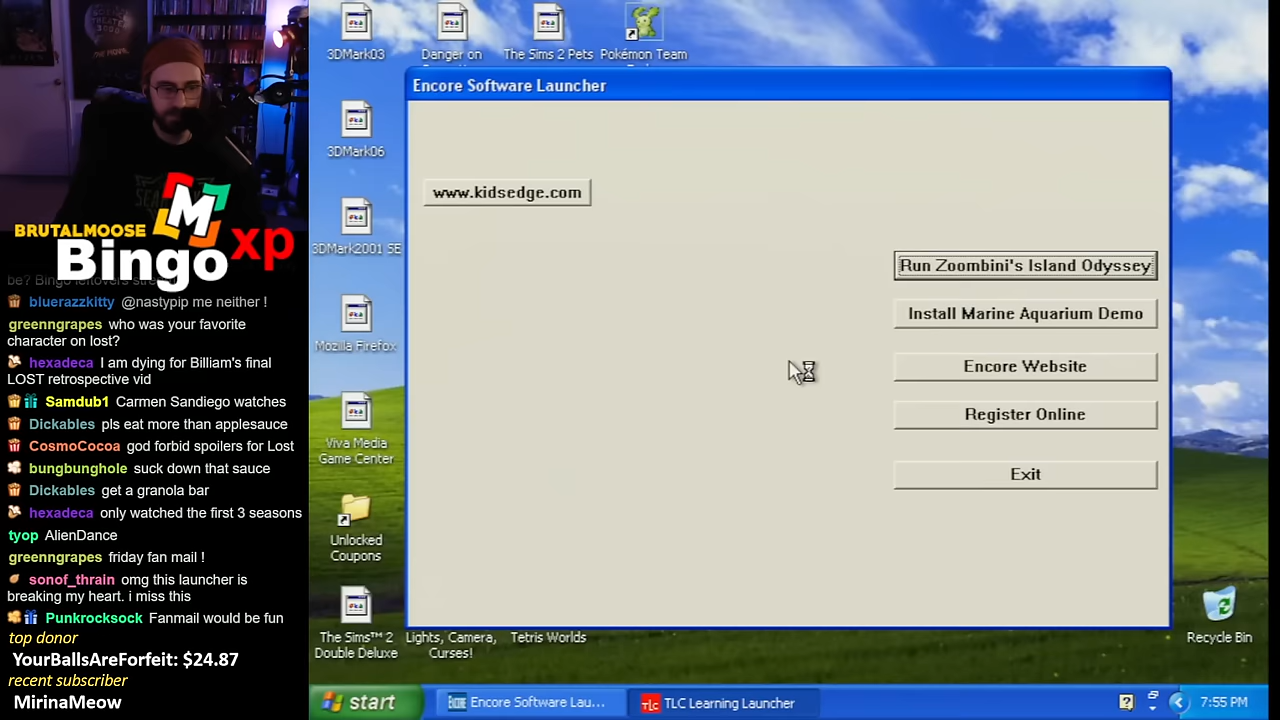 3DMark03
Danger on
The Sims 2 Pets
Pokémon Team
Encore Software Launcher
3DMark06
www.kidsedge.com
M
BRUTALMOOSE
Bingo xp
3DMark2001 SE
Run Zoombini's Island Odyssey
Install Marine Aquarium Demo
Mozilla Firefox
Encore Website
Register Online
Viva Media
Game Center
Exit
Unlocked
Coupons
The Sims™ 2
Double Deluxe
Lights, Camera,
Curses!
Tetris Worlds
Recycle Bin
be? Bingo leftovers
bluerazzkitty @nastypip me neither !
greenngrapes who was your favorite
character on lost?
hexadeca I am dying for Billiam's final
LOST retrospective vid
Samdub1 Carmen Sandiego watches
Dickables pls eat more than applesauce
CosmoCocoa god forbid spoilers for Lost
bungbunghole suck down that sauce
Dickables get a granola bar
hexadeca only watched the first 3 seasons
tyop AlienDance
greenngrapes friday fan mail !
sonof_thrain omg this launcher is
breaking my heart. i miss this
Punkrocksock Fanmail would be fun
top donor
YourBallsAreForfeit: $24.87
recent subscriber
MirinaMeow
start
Encore Software Lau...
TLC TLC Learning Launcher
7:55 PM